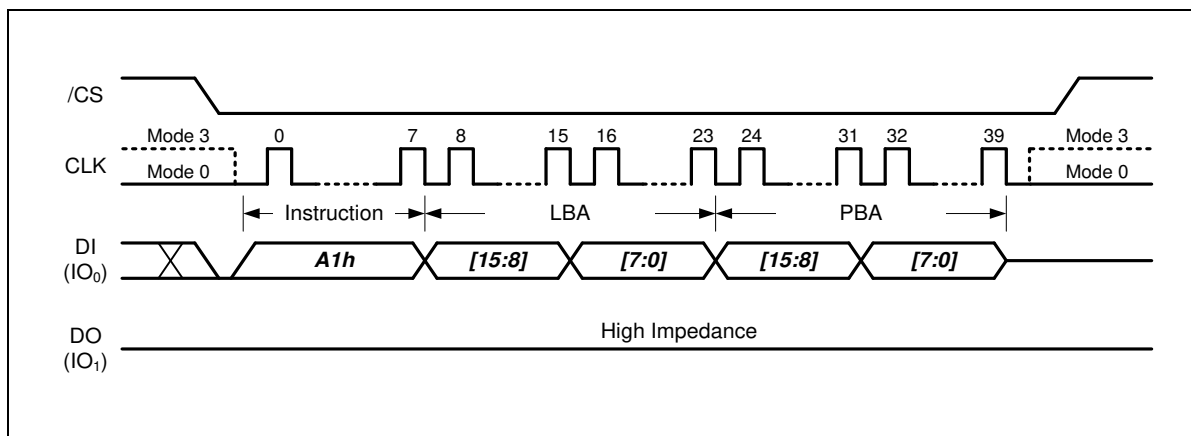 /CS
Mode 3 0 7 8 15 16 23 24 31 32 39 Mode 3
CLK
Mode 0 Mode 0
Instruction LBA PBA
DI
(IO₀)
A1h [15:8] [7:0] [15:8] [7:0]
DO
(IO₁)
High Impedance